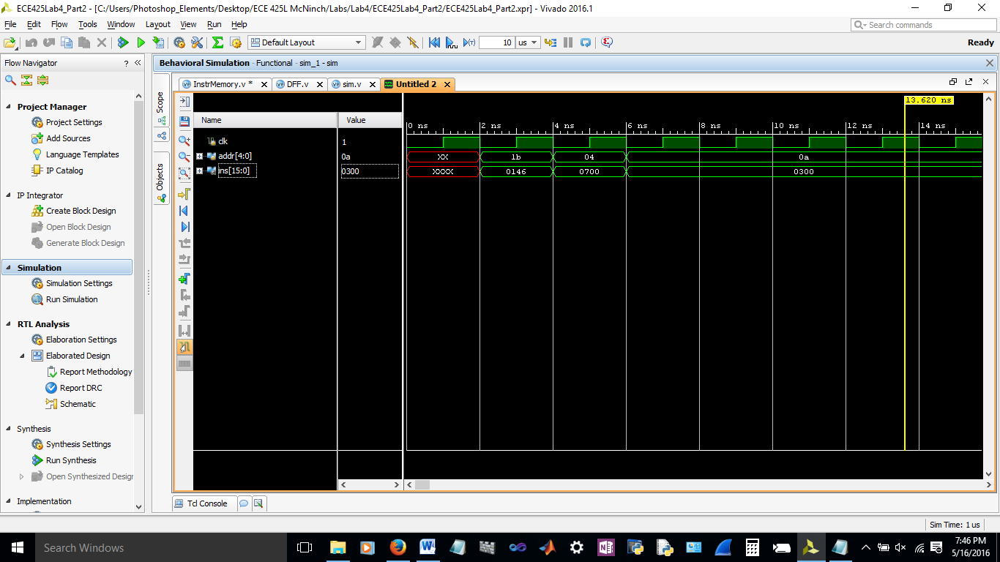 ECE425Lab4_Part2 - [C:/Users/Photoshop_Elements/Desktop/ECE 425L McNinch/Labs/Lab4/ECE425Lab4_Part2/ECE425Lab4_Part2.xpr] - Vivado 2016.1
File Edit Flow Tools Window Layout View Run Help
Search commands
Default Layout 10 us Ready
Flow Navigator ? «
Behavioral Simulation - Functional - sim_1 - sim
InstrMemory.v * DFF.v sim.v Untitled 2
Scope
Objects
Project Manager
Project Settings
Add Sources
Language Templates
IP Catalog
IP Integrator
Create Block Design
Open Block Design
Generate Block Design
Simulation
Simulation Settings
Run Simulation
RTL Analysis
Elaboration Settings
Elaborated Design
Report Methodology
Report DRC
Schematic
Synthesis
Synthesis Settings
Run Synthesis
Open Synthesized Design
Implementation
13.620 ns
Name Value
0 ns 2 ns 4 ns 6 ns 8 ns 10 ns 12 ns 14 ns
clk 1
addr[4:0] 0a XX 1b 04 0a
ins[15:0] 0300 XXXX 0146 0700 0300
Tcl Console
Sim Time: 1 us
Search Windows
7:46 PM
5/16/2016